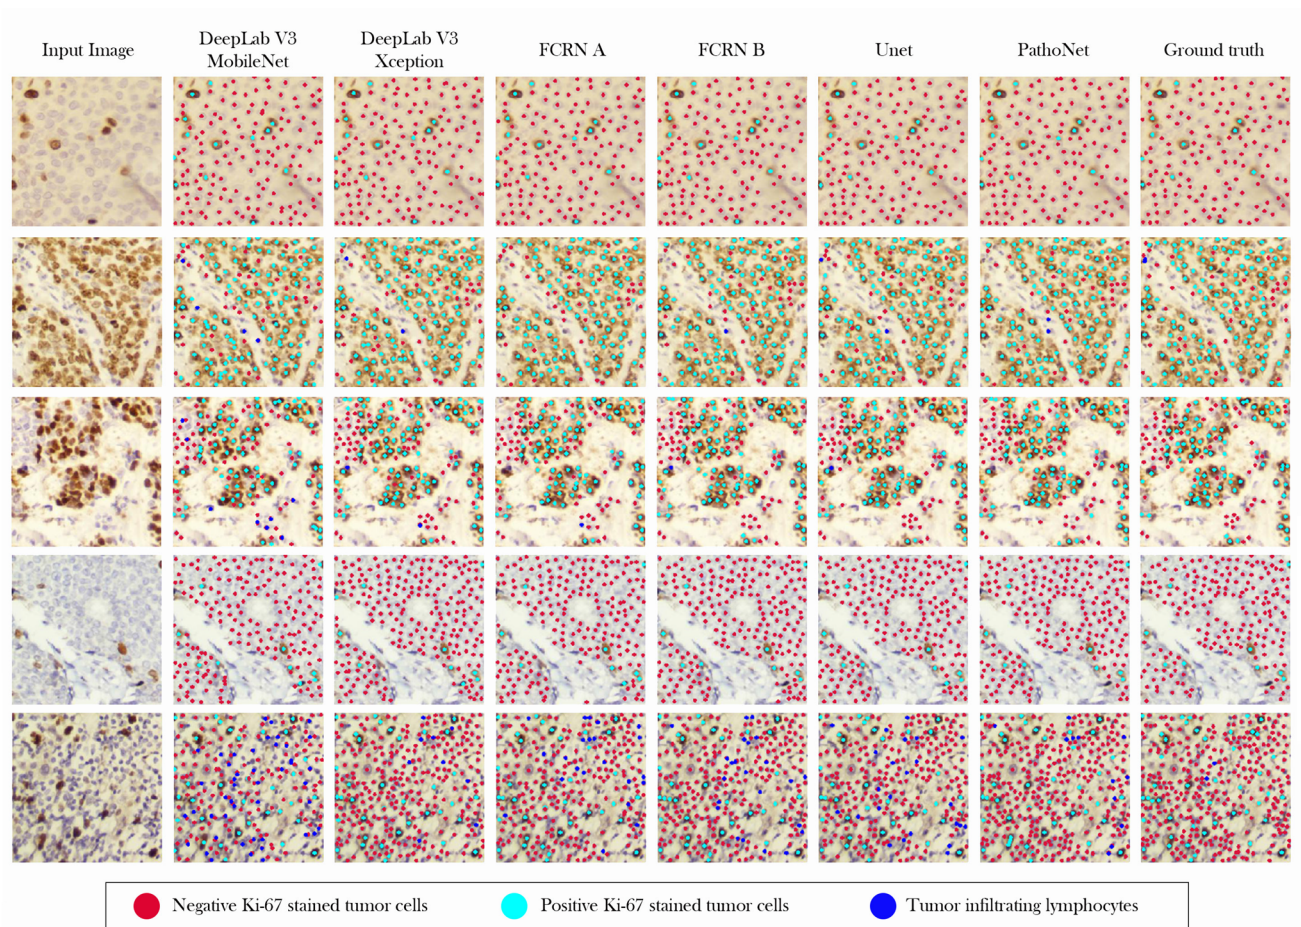 Input Image
DeepLab V3
MobileNet
DeepLab V3
Xception
FCRN A
FCRN B
Unet
PathoNet
Ground truth
Negative Ki-67 stained tumor cells
Positive Ki-67 stained tumor cells
Tumor infiltrating lymphocytes